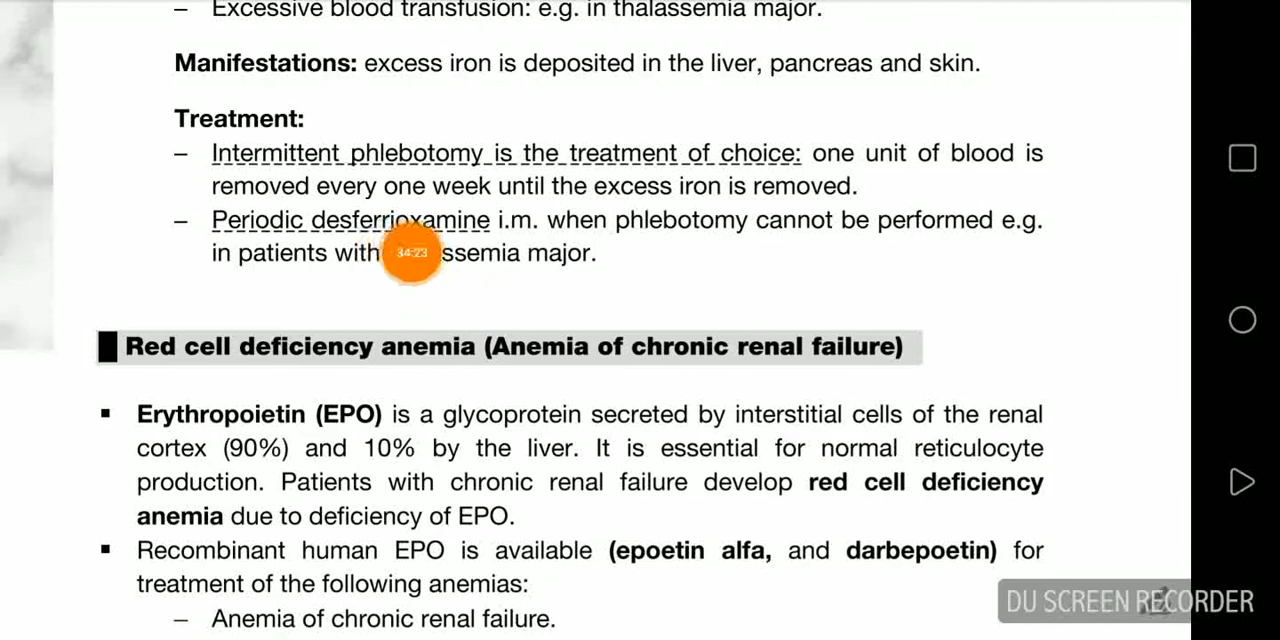 – Excessive blood transfusion: e.g. in thalassemia major.
Manifestations: excess iron is deposited in the liver, pancreas and skin.
Treatment:
– Intermittent phlebotomy is the treatment of choice: one unit of blood is
removed every one week until the excess iron is removed.
– Periodic desferrioxamine i.m. when phlebotomy cannot be performed e.g.
in patients with ssemia major.
34:23
Red cell deficiency anemia (Anemia of chronic renal failure)
▪ Erythropoietin (EPO) is a glycoprotein secreted by interstitial cells of the renal
cortex (90%) and 10% by the liver. It is essential for normal reticulocyte
production. Patients with chronic renal failure develop red cell deficiency
anemia due to deficiency of EPO.
▪ Recombinant human EPO is available (epoetin alfa, and darbepoetin) for
treatment of the following anemias:
– Anemia of chronic renal failure.
DU SCREEN RECORDER